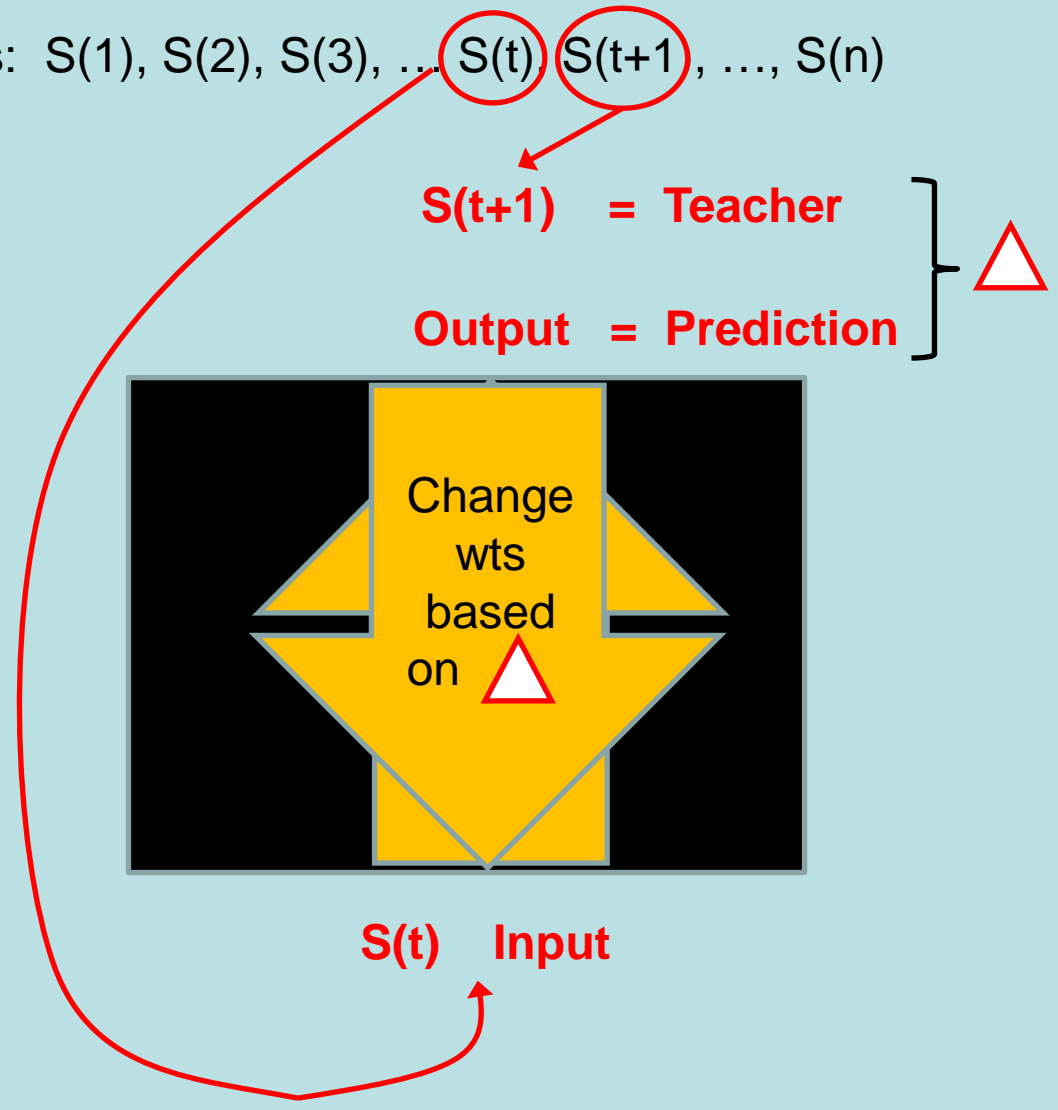 s: S(1), S(2), S(3), … S(t), S(t+1) , …, S(n)
S(t+1) = Teacher
Output = Prediction
Change
wts
based
on
S(t) Input